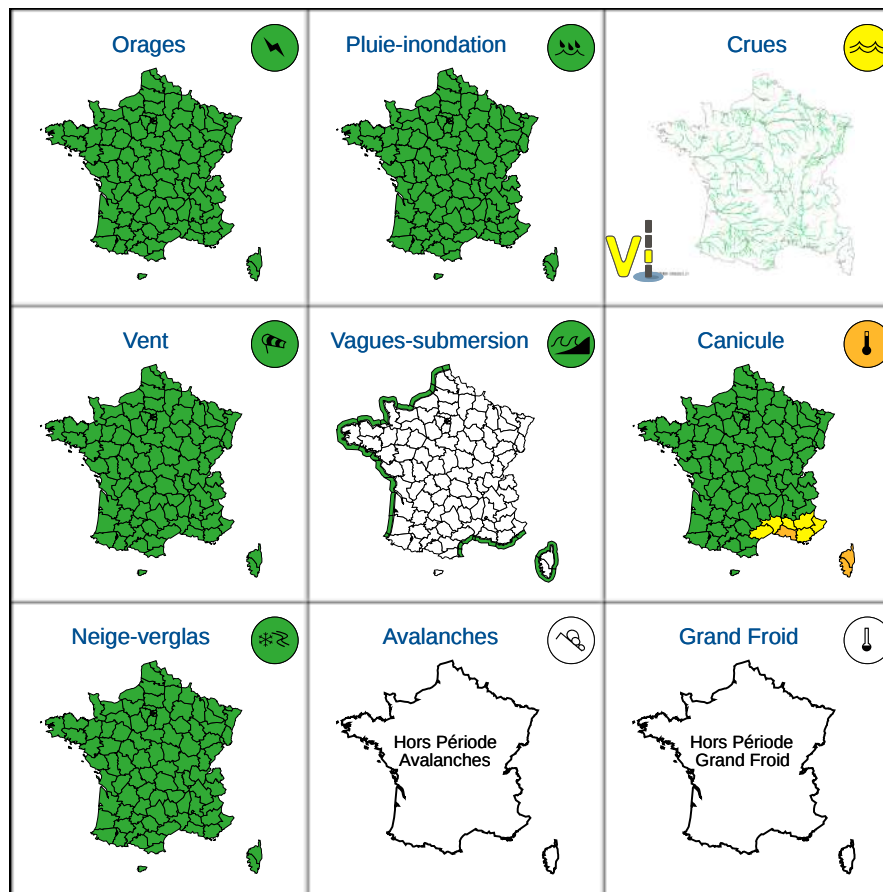 Orages
Pluie-inondation
Crues
Vi
Vent
Vagues-submersion
Canicule
Neige-verglas
Avalanches
Grand Froid
Hors Période
Avalanches
Hors Période
Grand Froid